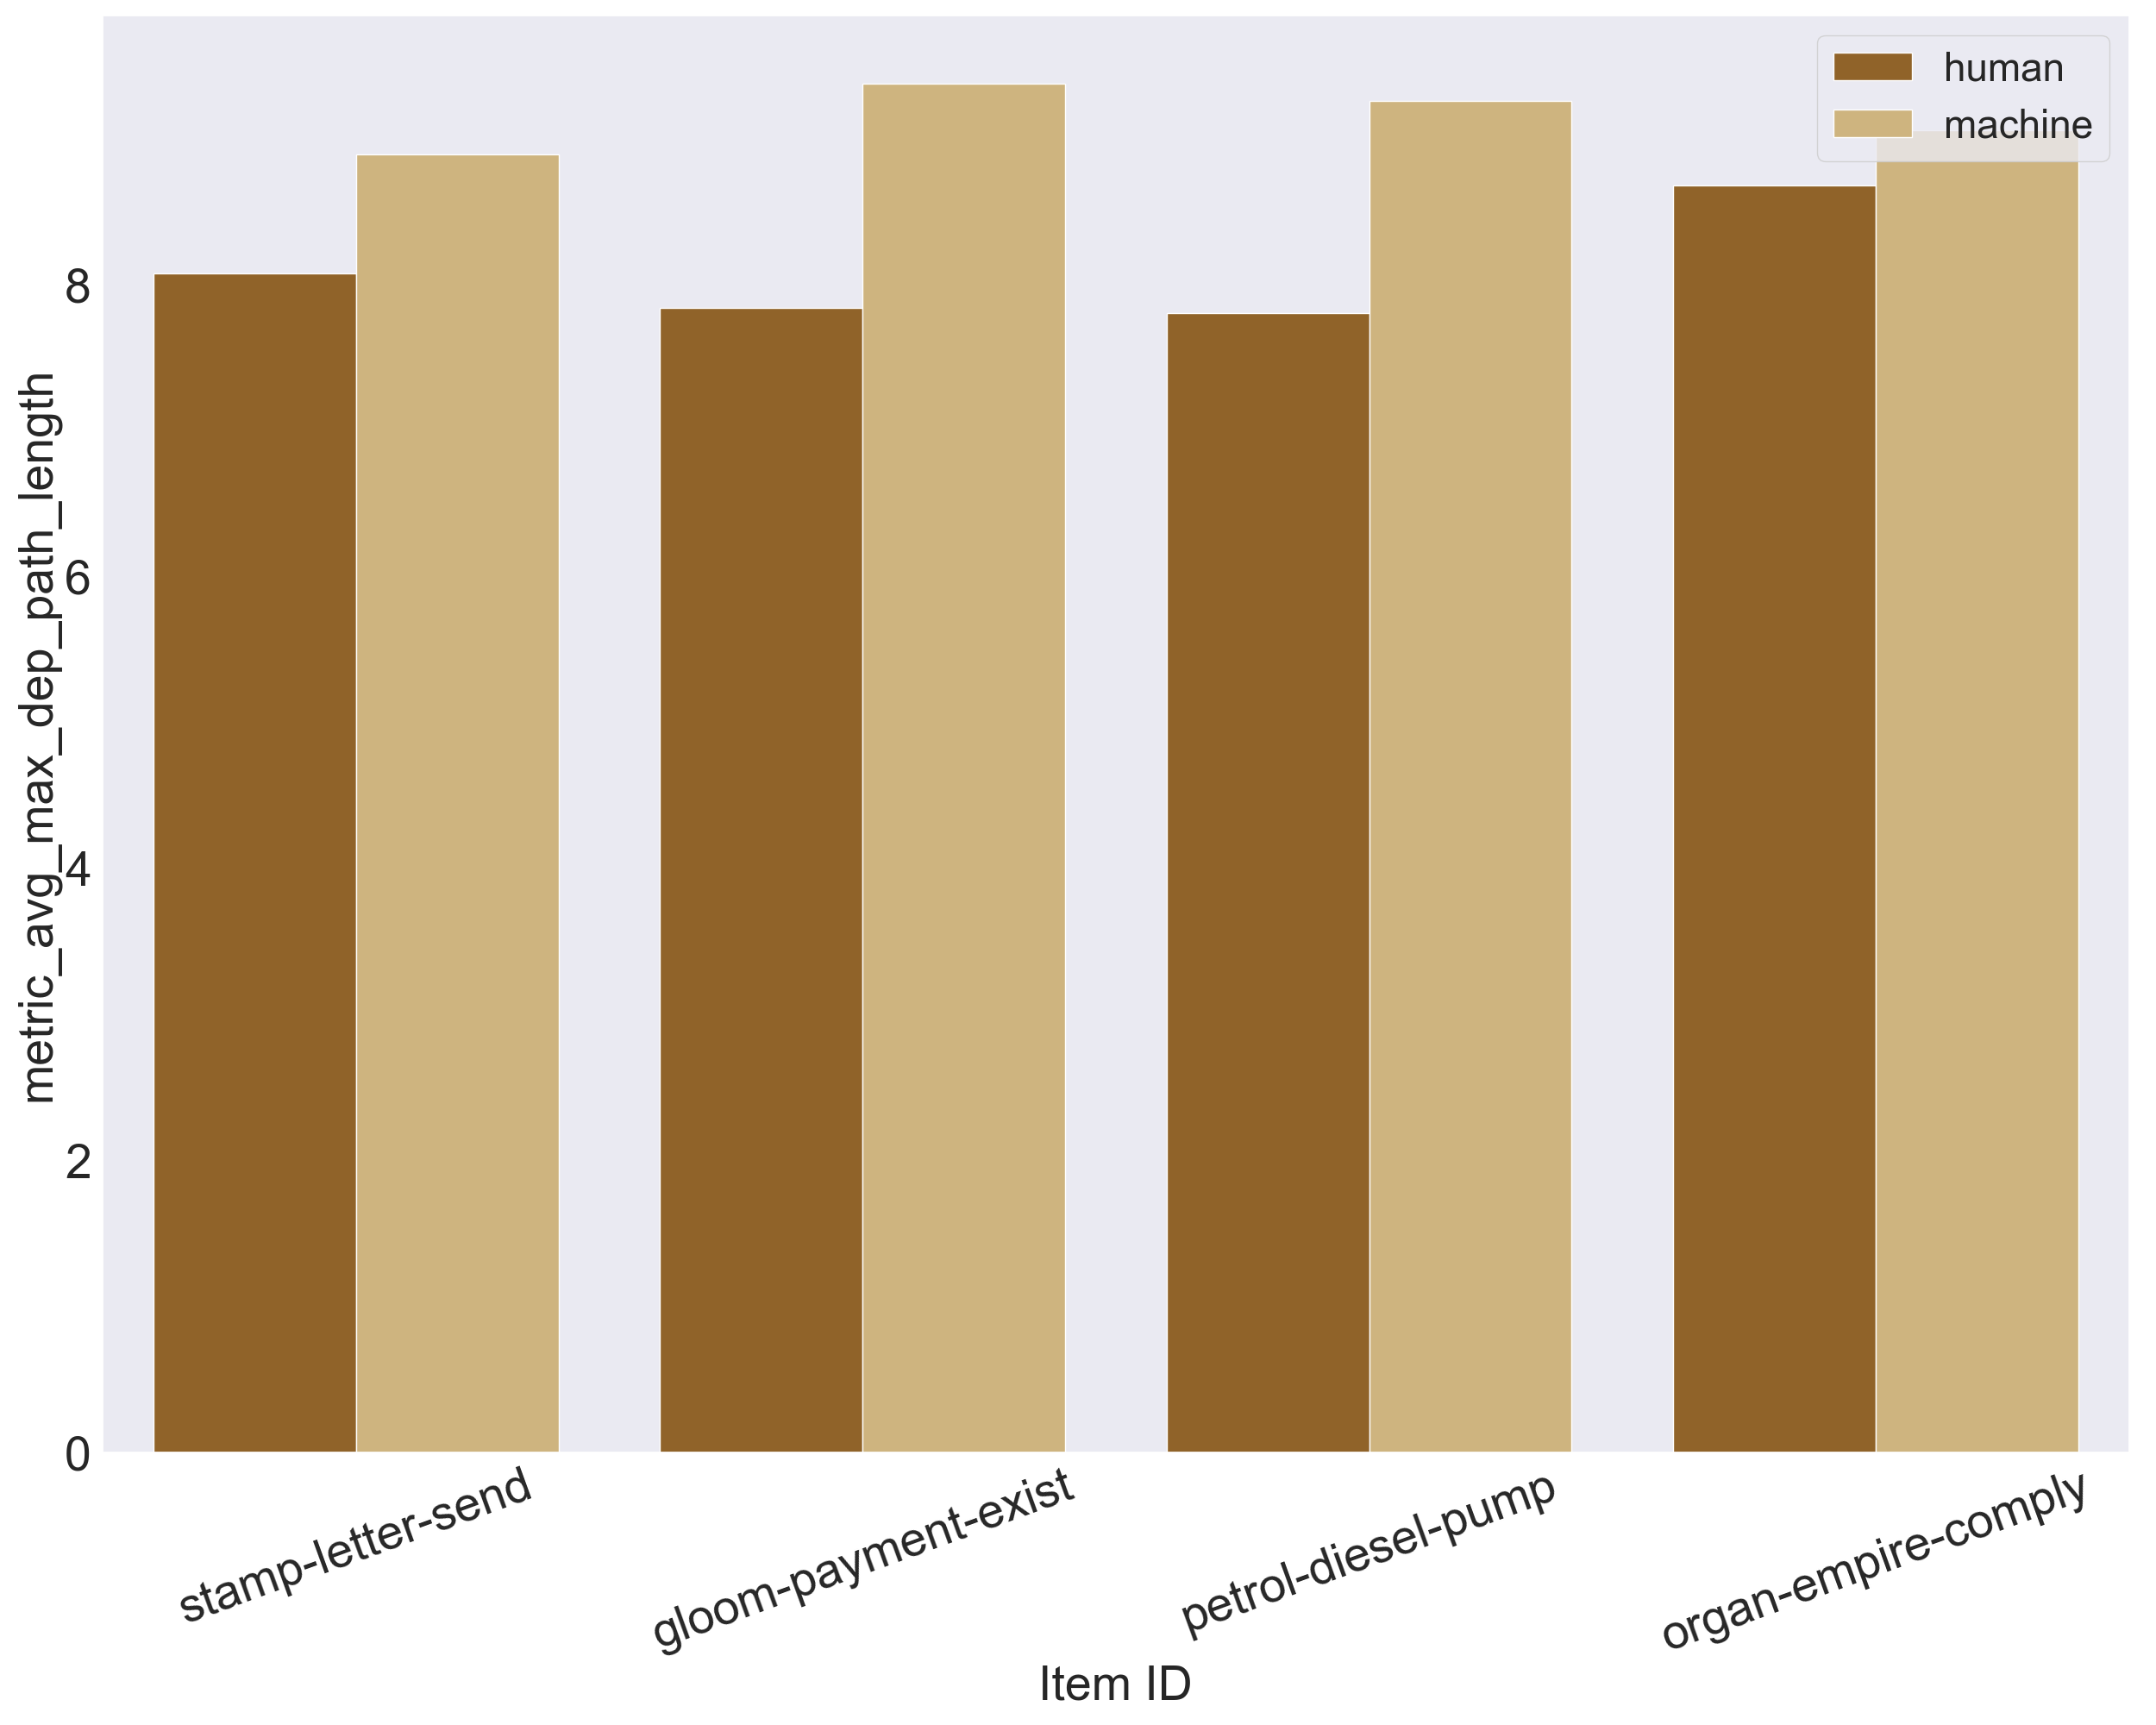 human
machine
metric_avg_max_dep_path_length
8
6
4
2
0
stamp-letter-send
gloom-payment-exist
petrol-diesel-pump
organ-empire-comply
Item ID